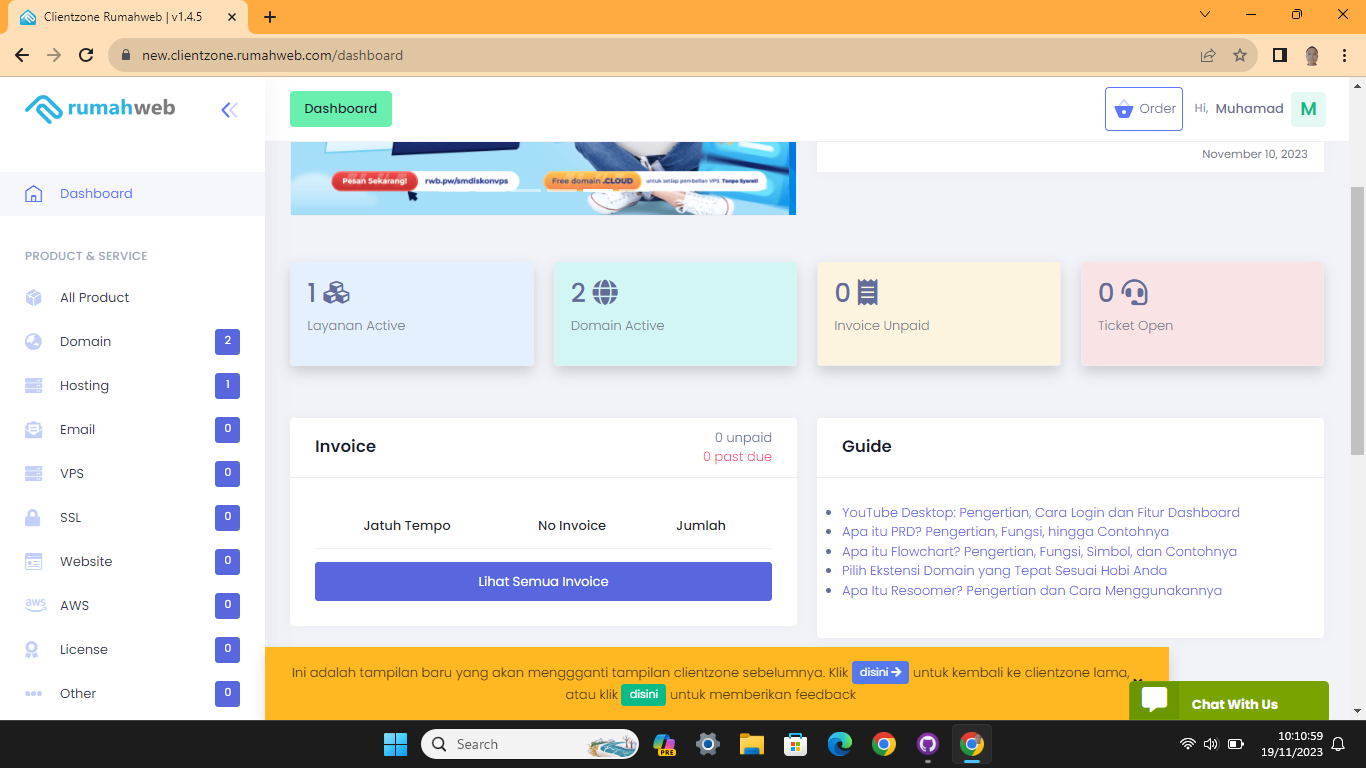 Clientzone Rumahweb | v1.4.5
new.clientzone.rumahweb.com/dashboard
rumahweb
Dashboard
Order
Hi, Muhamad
M
November 10, 2023
Pesan Sekarang!
rwb.pw/smdiskonvps
Free domain .CLOUD
untuk setiap pembelian VPS. Tanpa Syarat!
Dashboard
PRODUCT & SERVICE
All Product
Domain 2
Hosting 1
Email 0
VPS 0
SSL 0
Website 0
aws AWS 0
License 0
Other 0
1
Layanan Active
2
Domain Active
0
Invoice Unpaid
0
Ticket Open
Invoice
0 unpaid
0 past due
Jatuh Tempo No Invoice Jumlah
Lihat Semua Invoice
Guide
YouTube Desktop: Pengertian, Cara Login dan Fitur Dashboard
Apa itu PRD? Pengertian, Fungsi, hingga Contohnya
Apa itu Flowchart? Pengertian, Fungsi, Simbol, dan Contohnya
Pilih Ekstensi Domain yang Tepat Sesuai Hobi Anda
Apa Itu Resoomer? Pengertian dan Cara Menggunakannya
Ini adalah tampilan baru yang akan menggganti tampilan clientzone sebelumnya. Klik disini untuk kembali ke clientzone lama,
atau klik disini untuk memberikan feedback
Chat With Us
Search
PRE
10:10:59
19/11/2023